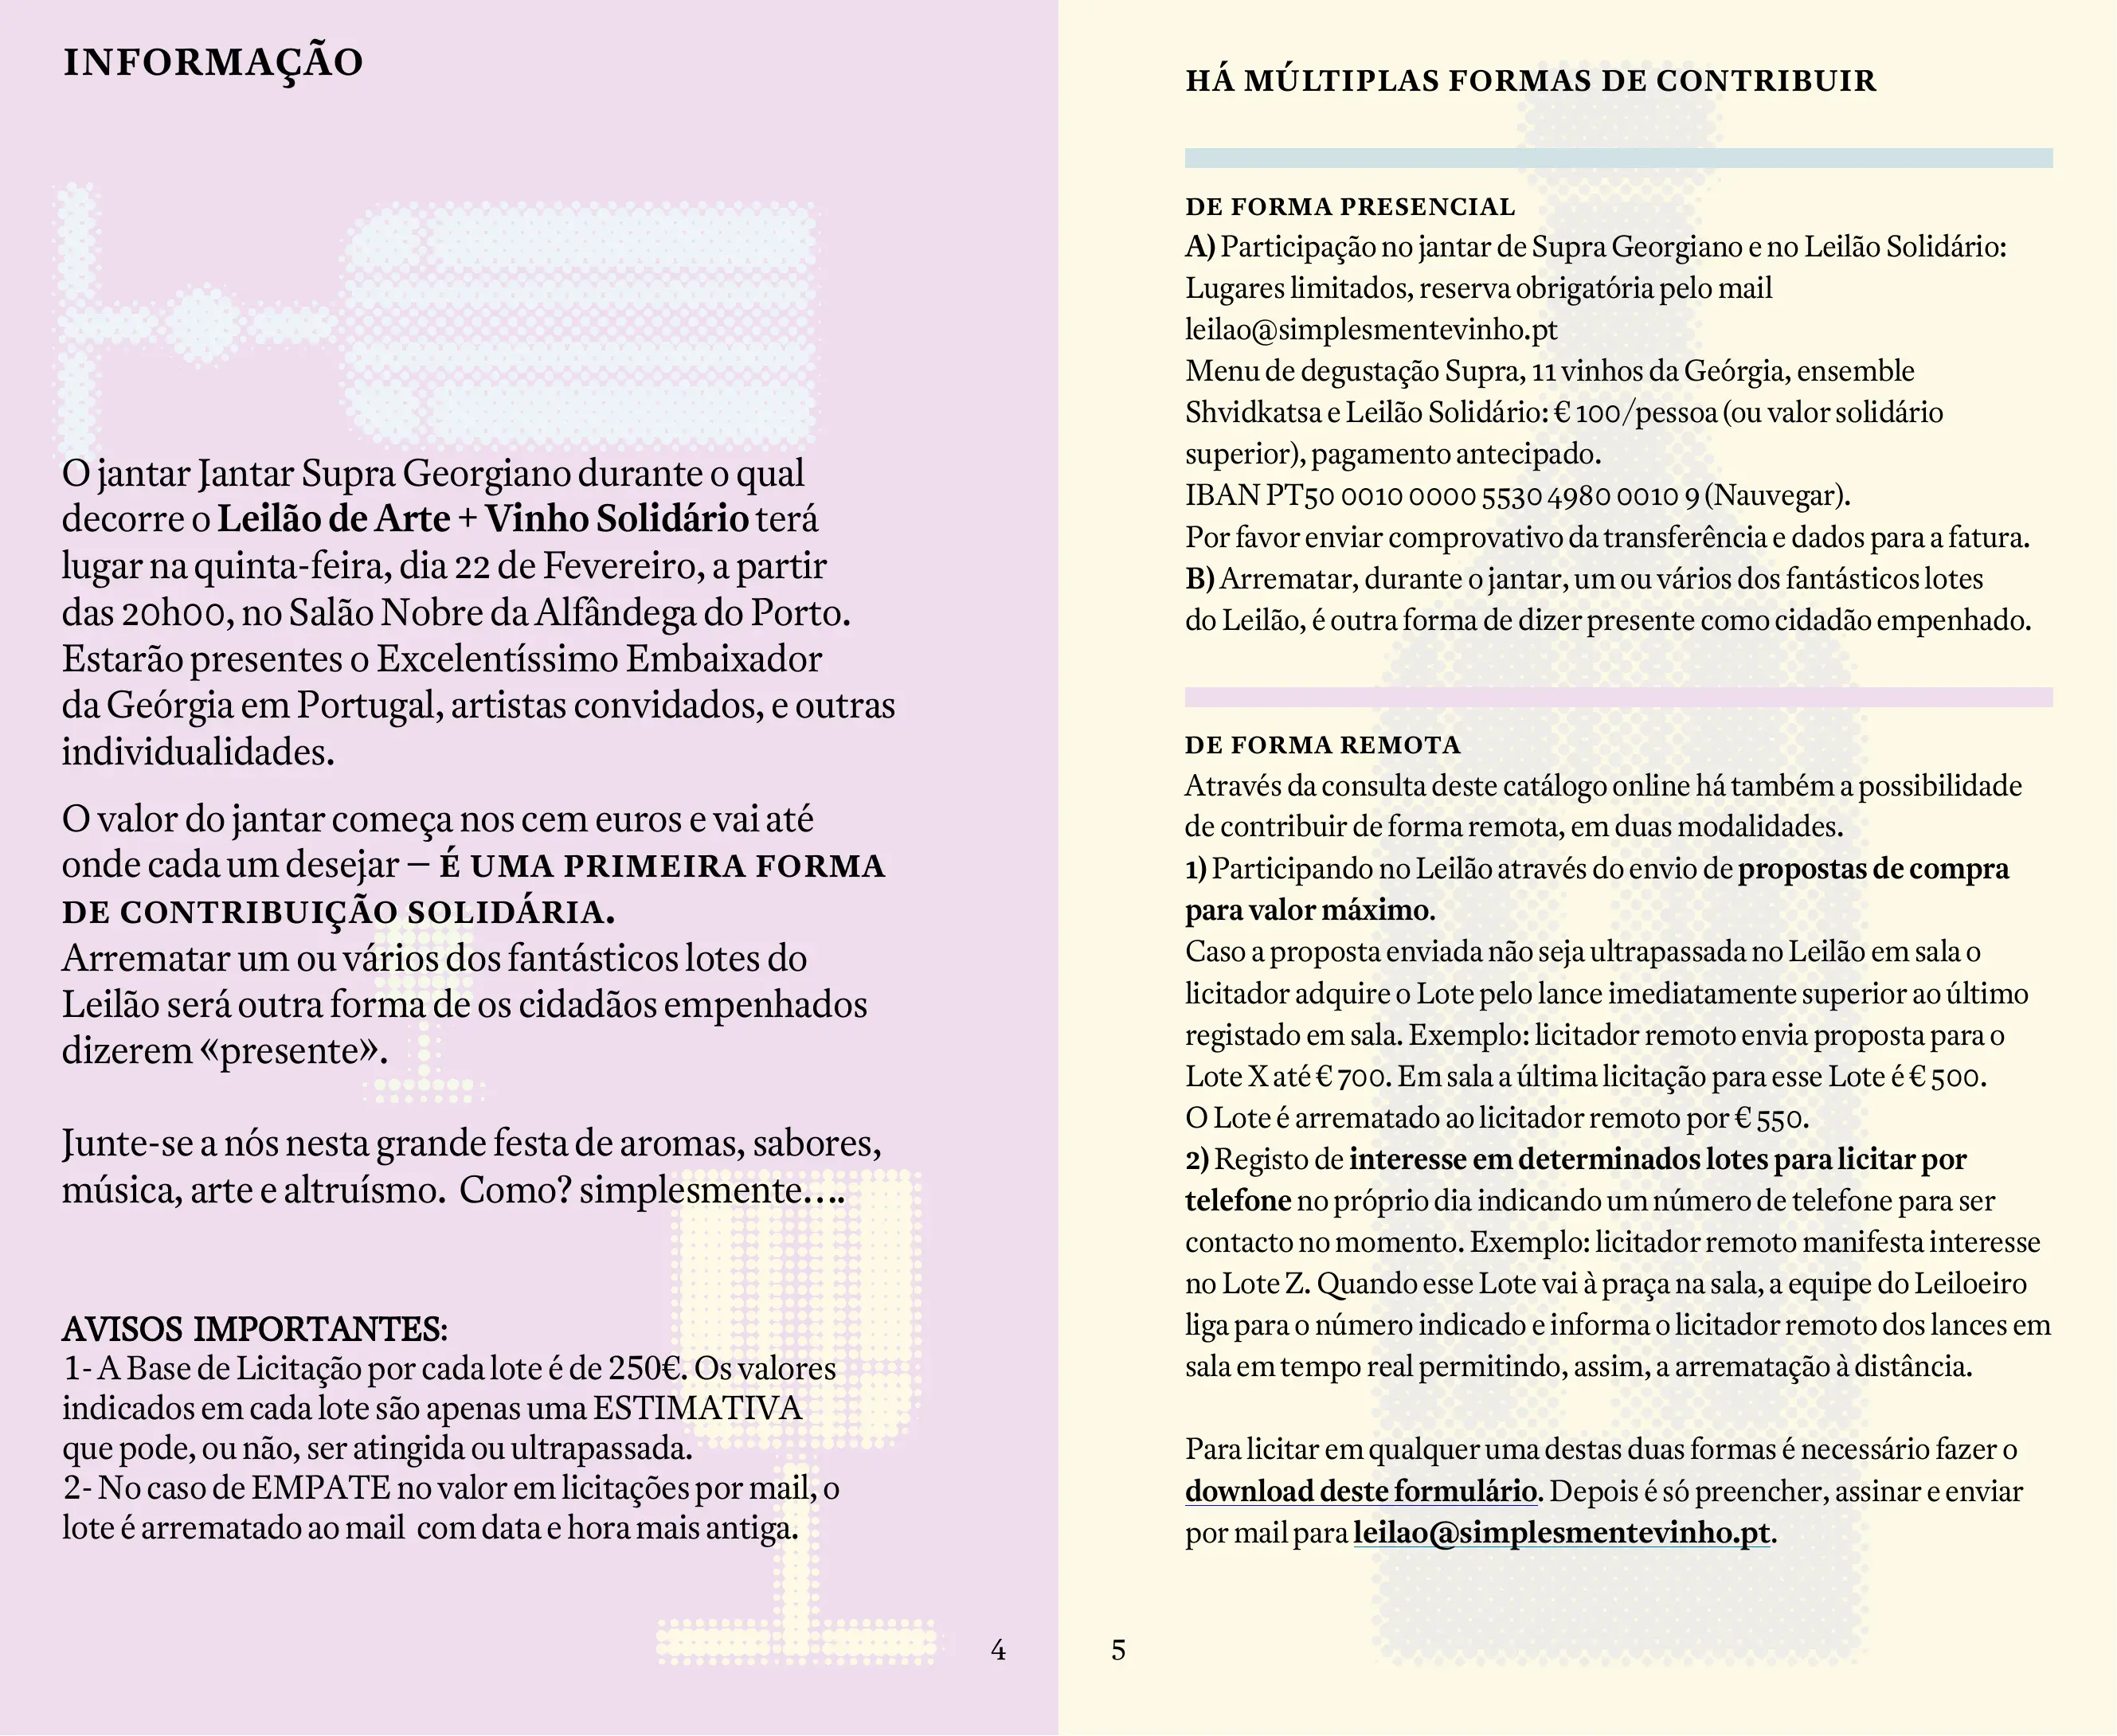 INFORMAÇÃO
O jantar Jantar Supra Georgiano durante o qual
decorre o Leilão de Arte + Vinho Solidário terá
lugar na quinta-feira, dia 22 de Fevereiro, a partir
das 20h00, no Salão Nobre da Alfândega do Porto.
Estarão presentes o Excelentíssimo Embaixador
da Geórgia em Portugal, artistas convidados, e outras
individualidades.
O valor do jantar começa nos cem euros e vai até
onde cada um desejar – É UMA PRIMEIRA FORMA
DE CONTRIBUIÇÃO SOLIDÁRIA.
Arrematar um ou vários dos fantásticos lotes do
Leilão será outra forma de os cidadãos empenhados
dizerem «presente».
Junte-se a nós nesta grande festa de aromas, sabores,
música, arte e altruísmo. Como? simplesmente….
AVISOS IMPORTANTES:
1- A Base de Licitação por cada lote é de 250€. Os valores
indicados em cada lote são apenas uma ESTIMATIVA
que pode, ou não, ser atingida ou ultrapassada.
2- No caso de EMPATE no valor em licitações por mail, o
lote é arrematado ao mail com data e hora mais antiga.
4
HÁ MÚLTIPLAS FORMAS DE CONTRIBUIR
DE FORMA PRESENCIAL
A) Participação no jantar de Supra Georgiano e no Leilão Solidário:
Lugares limitados, reserva obrigatória pelo mail
leilao@simplesmentevinho.pt
Menu de degustação Supra, 11 vinhos da Geórgia, ensemble
Shvidkatsa e Leilão Solidário: € 100/pessoa (ou valor solidário
superior), pagamento antecipado.
IBAN PT50 0010 0000 5530 4980 0010 9 (Nauvegar).
Por favor enviar comprovativo da transferência e dados para a fatura.
B) Arrematar, durante o jantar, um ou vários dos fantásticos lotes
do Leilão, é outra forma de dizer presente como cidadão empenhado.
DE FORMA REMOTA
Através da consulta deste catálogo online há também a possibilidade
de contribuir de forma remota, em duas modalidades.
1) Participando no Leilão através do envio de propostas de compra
para valor máximo.
Caso a proposta enviada não seja ultrapassada no Leilão em sala o
licitador adquire o Lote pelo lance imediatamente superior ao último
registado em sala. Exemplo: licitador remoto envia proposta para o
Lote X até € 700. Em sala a última licitação para esse Lote é € 500.
O Lote é arrematado ao licitador remoto por € 550.
2) Registo de interesse em determinados lotes para licitar por
telefone no próprio dia indicando um número de telefone para ser
contacto no momento. Exemplo: licitador remoto manifesta interesse
no Lote Z. Quando esse Lote vai à praça na sala, a equipe do Leiloeiro
liga para o número indicado e informa o licitador remoto dos lances em
sala em tempo real permitindo, assim, a arrematação à distância.
Para licitar em qualquer uma destas duas formas é necessário fazer o
download deste formulário. Depois é só preencher, assinar e enviar
por mail para leilao@simplesmentevinho.pt.
5